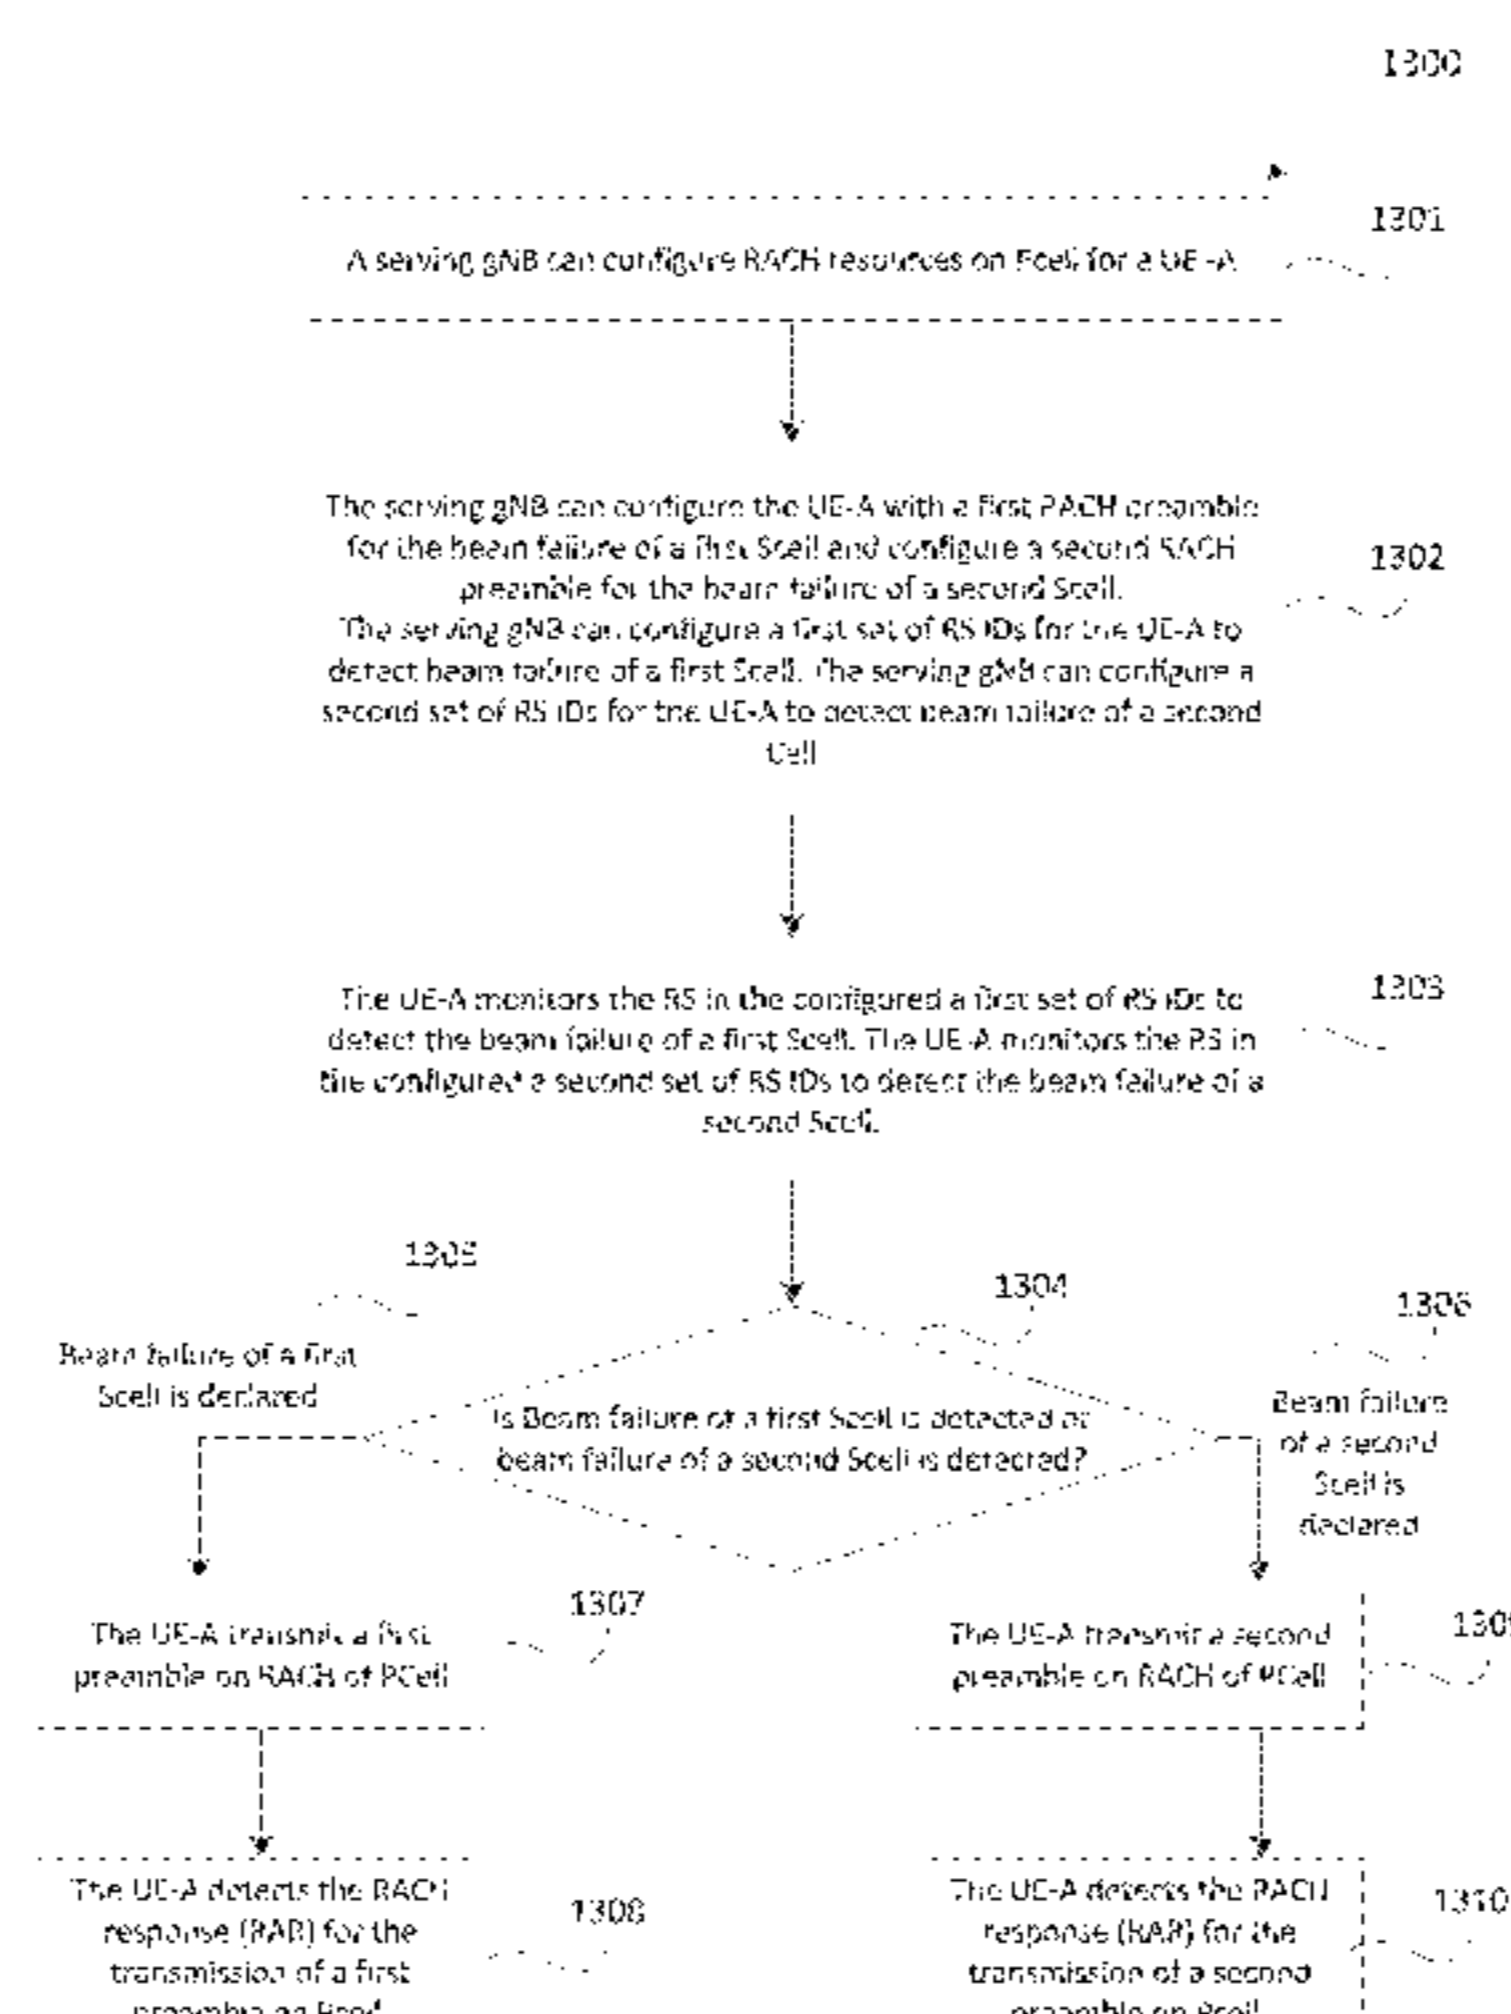 1300
1301
A serving gNB can configure RACH resources on Pcell for a UE-A
The serving gNB can configure the UE-A with a first RACH preamble
for the beam failure of a first Scell and configure a second RACH
preamble for the beam failure of a second Scell.
1302
The serving gNB can configure a first set of RS IDs for the UE-A to
detect beam failure of a first Scell. The serving gNB can configure a
second set of RS IDs for the UE-A to detect beam failure of a second
Cell
1303
The UE-A monitors the RS in the configured a first set of RS IDs to
detect the beam failure of a first Scell. The UE-A monitors the RS in
the configured a second set of RS IDs to detect the beam failure of a
second Scell.
1305
1304
1306
Beam failure of a first
Scell is declared
Is Beam failure of a first Scell is detected or
beam failure of a second Scell is detected?
Beam failure
of a second
Scell is
declared
1307
The UE-A transmit a first
preamble on RACH of PCell
The UE-A transmit a second
preamble on RACH of PCell
The UE-A detects the RACH
response (RAR) for the
transmission of a first
1308
The UE-A detects the RACH
response (RAR) for the
transmission of a second
preamble on Pcell
1310